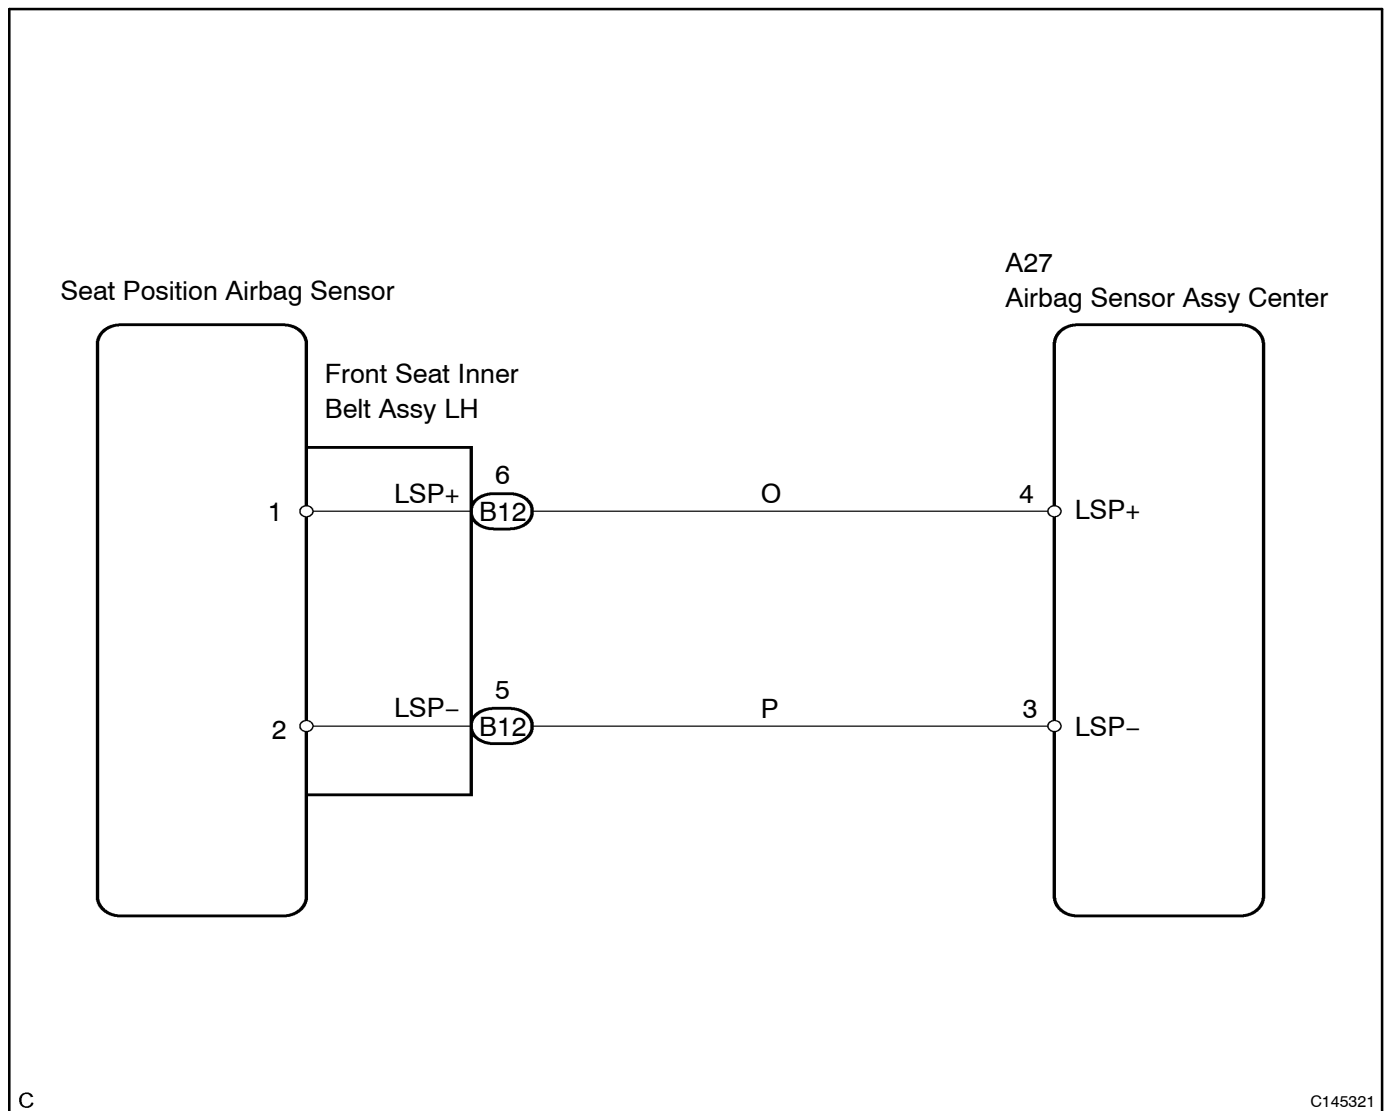 A27
Seat Position Airbag Sensor
Airbag Sensor Assy Center
Front Seat Inner
Belt Assy LH
1
LSP+
6
B12
O
4
LSP+
2
LSP−
5
B12
P
3
LSP−
C
C145321